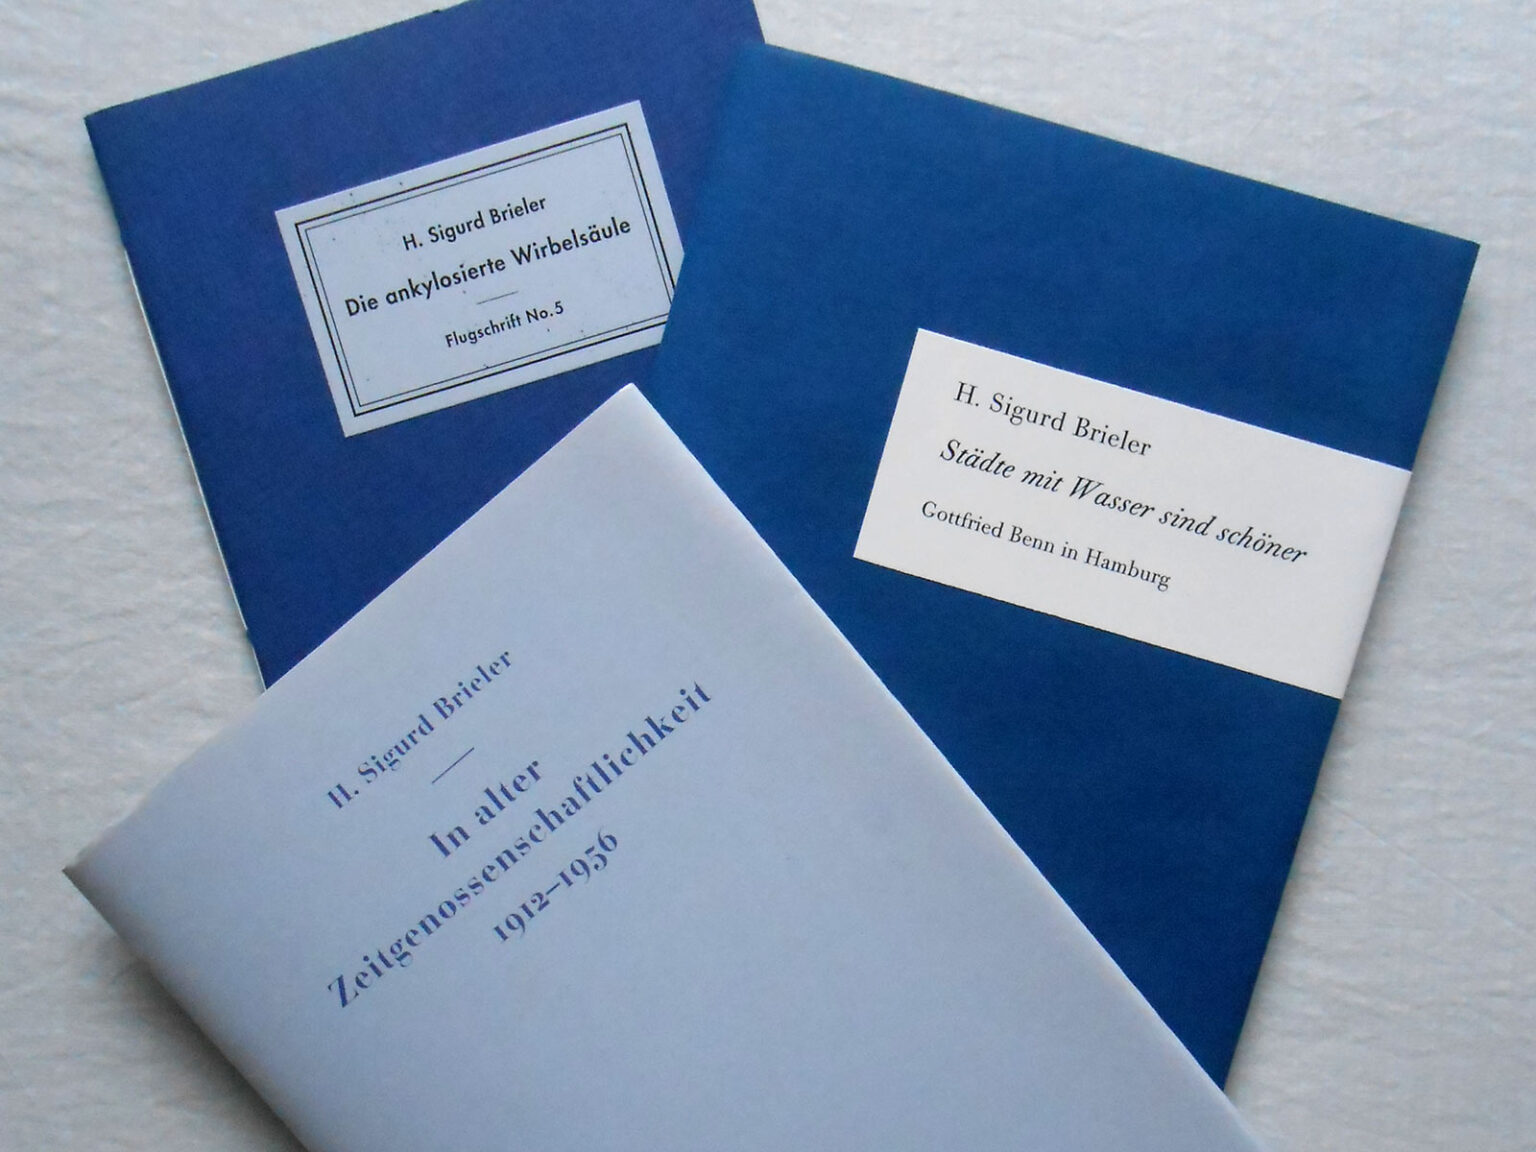 H. Sigurd Brieler
Die ankylosierte Wirbelsäule
Flugschrift No. 5
H. Sigurd Brieler
Städte mit Wasser sind schöner
Gottfried Benn in Hamburg
H. Sigurd Brieler
In alter
Zeitgenossenschaftlichkeit
1912–1956